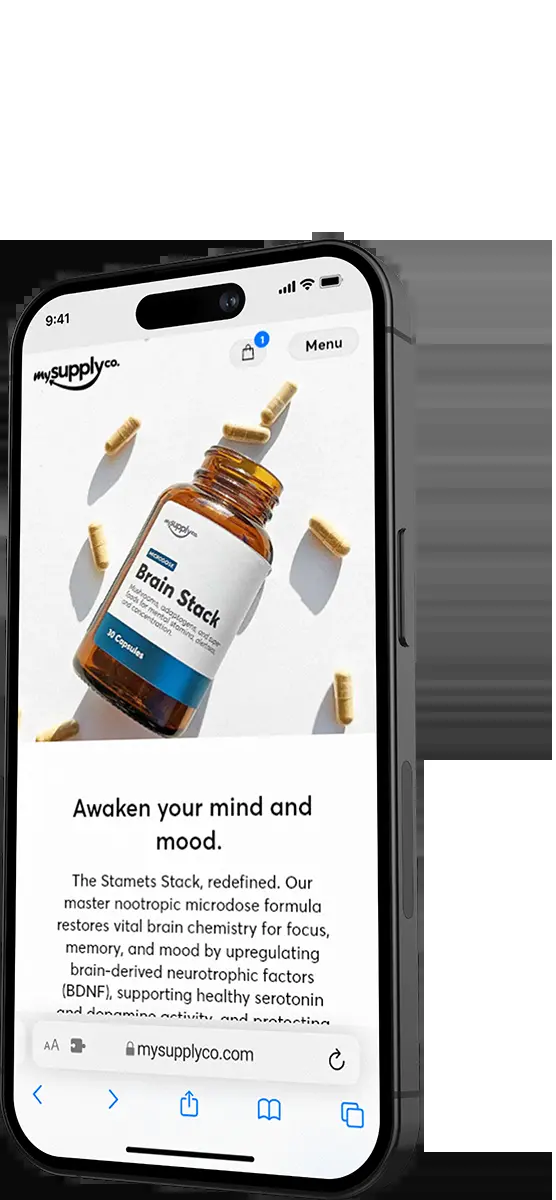 9:41
mysupplyco.
1
Menu
mysupplyco.
MICRODOSE
Brain Stack
Mushrooms, adaptogens, and super
foods for mental stamina, alertness,
and concentration.
30 Capsules
Awaken your mind and
mood.
The Stamets Stack, redefined. Our
master nootropic microdose formula
restores vital brain chemistry for focus,
memory, and mood by upregulating
brain-derived neurotrophic factors
(BDNF), supporting healthy serotonin
and dopamine activity, and protecting
AA
mysupplyco.com